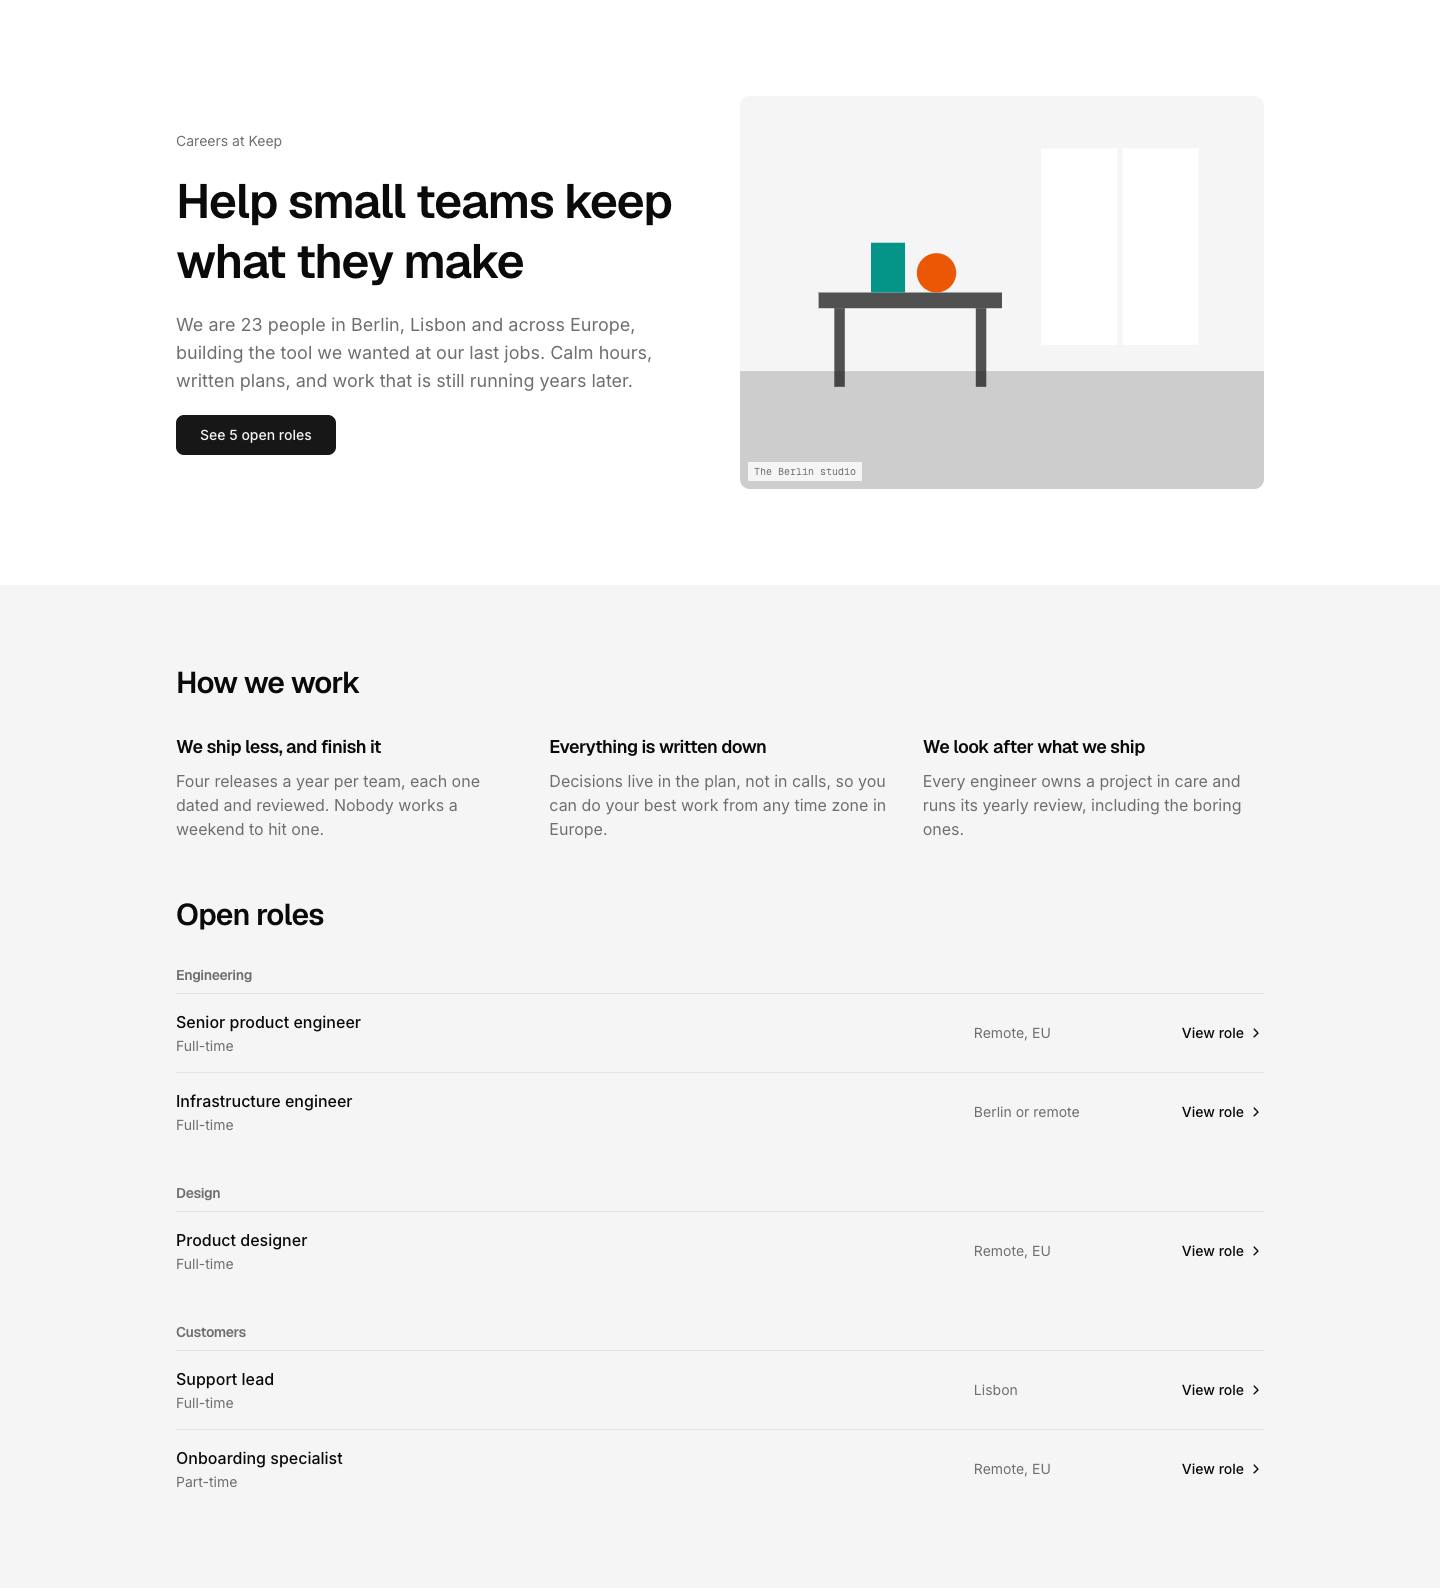 Careers at Keep
Help small teams keep
what they make
We are 23 people in Berlin, Lisbon and across Europe,
building the tool we wanted at our last jobs. Calm hours,
written plans, and work that is still running years later.
See 5 open roles
The Berlin studio
How we work
We ship less, and finish it
Four releases a year per team, each one
dated and reviewed. Nobody works a
weekend to hit one.
Everything is written down
Decisions live in the plan, not in calls, so you
can do your best work from any time zone in
Europe.
We look after what we ship
Every engineer owns a project in care and
runs its yearly review, including the boring
ones.
Open roles
Engineering
Senior product engineer
Full-time
Remote, EU
View role
Infrastructure engineer
Full-time
Berlin or remote
View role
Design
Product designer
Full-time
Remote, EU
View role
Customers
Support lead
Full-time
Lisbon
View role
Onboarding specialist
Part-time
Remote, EU
View role